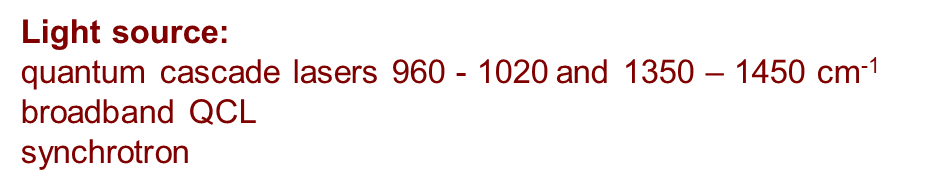 Light source:
quantum cascade lasers 960 - 1020 and 1350 – 1450 cm⁻¹
broadband QCL
synchrotron